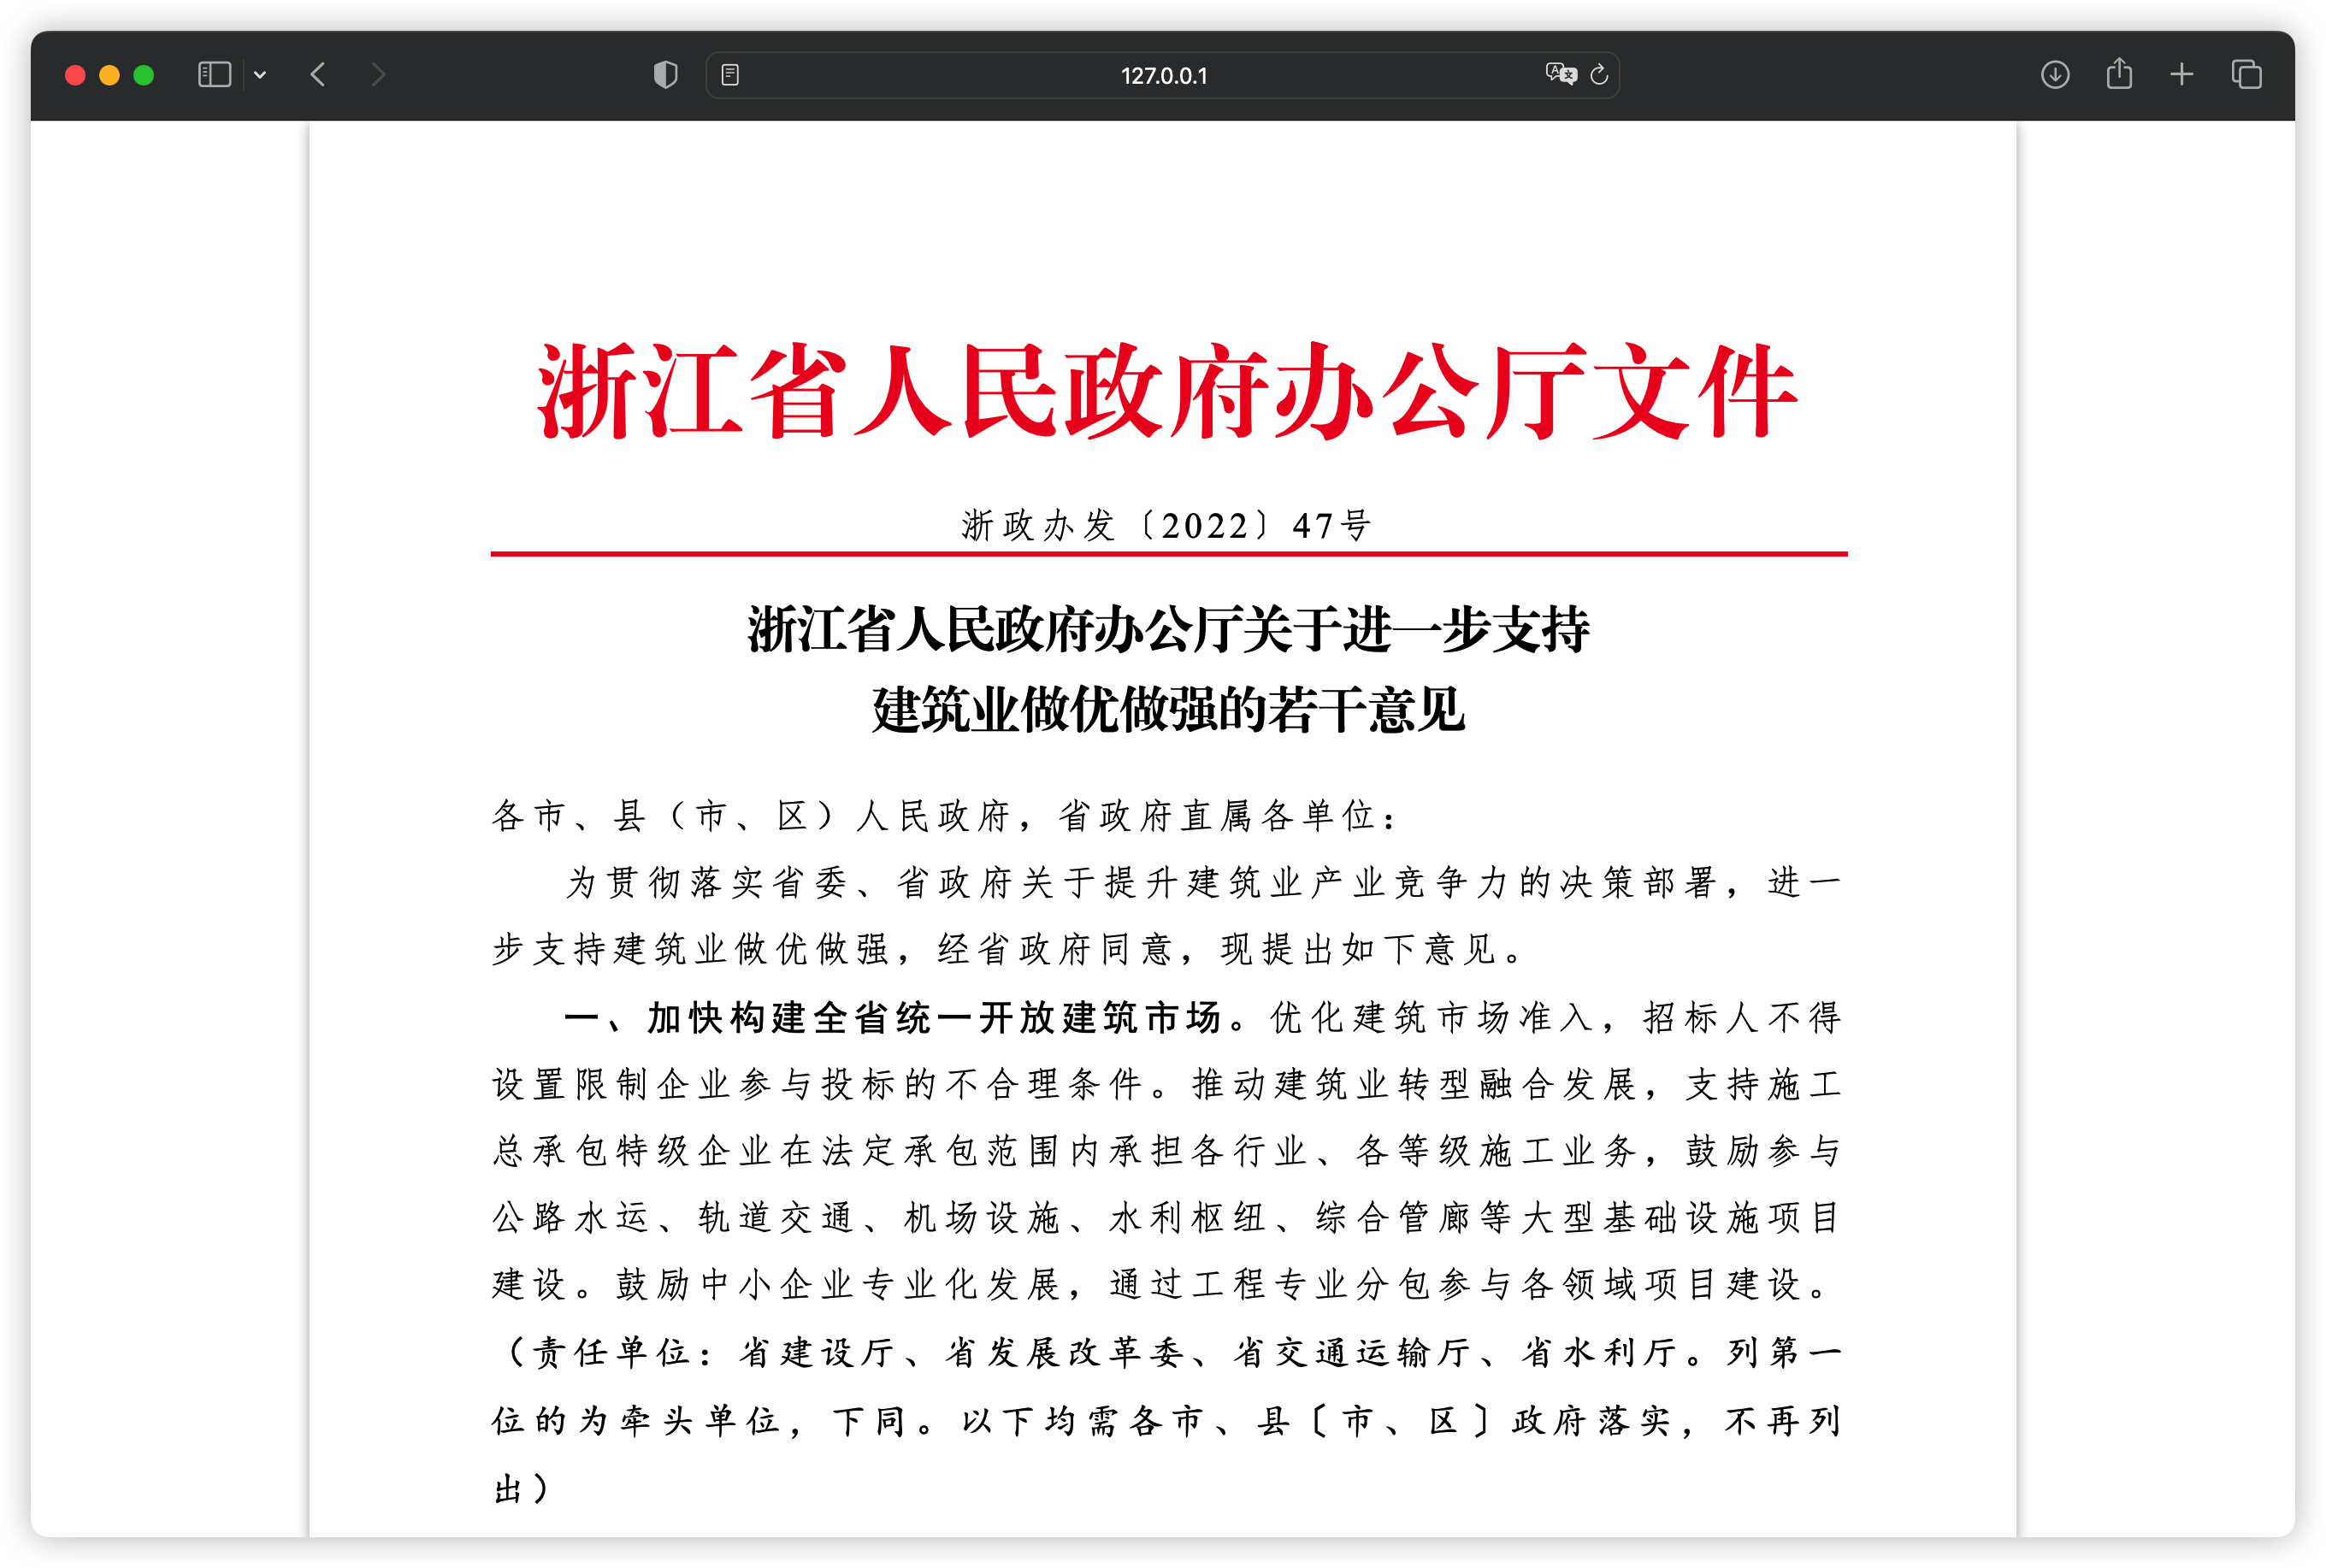 127.0.0.1
浙江省人民政府办公厅文件
浙政办发〔2022〕47号
浙江省人民政府办公厅关于进一步支持
建筑业做优做强的若干意见
各市、县（市、区）人民政府，省政府直属各单位：
为贯彻落实省委、省政府关于提升建筑业产业竞争力的决策部署，进一
步支持建筑业做优做强，经省政府同意，现提出如下意见。
一、加快构建全省统一开放建筑市场。优化建筑市场准入，招标人不得
设置限制企业参与投标的不合理条件。推动建筑业转型融合发展，支持施工
总承包特级企业在法定承包范围内承担各行业、各等级施工业务，鼓励参与
公路水运、轨道交通、机场设施、水利枢纽、综合管廊等大型基础设施项目
建设。鼓励中小企业专业化发展，通过工程专业分包参与各领域项目建设。
（责任单位：省建设厅、省发展改革委、省交通运输厅、省水利厅。列第一
位的为牵头单位，下同。以下均需各市、县〔市、区〕政府落实，不再列
出）